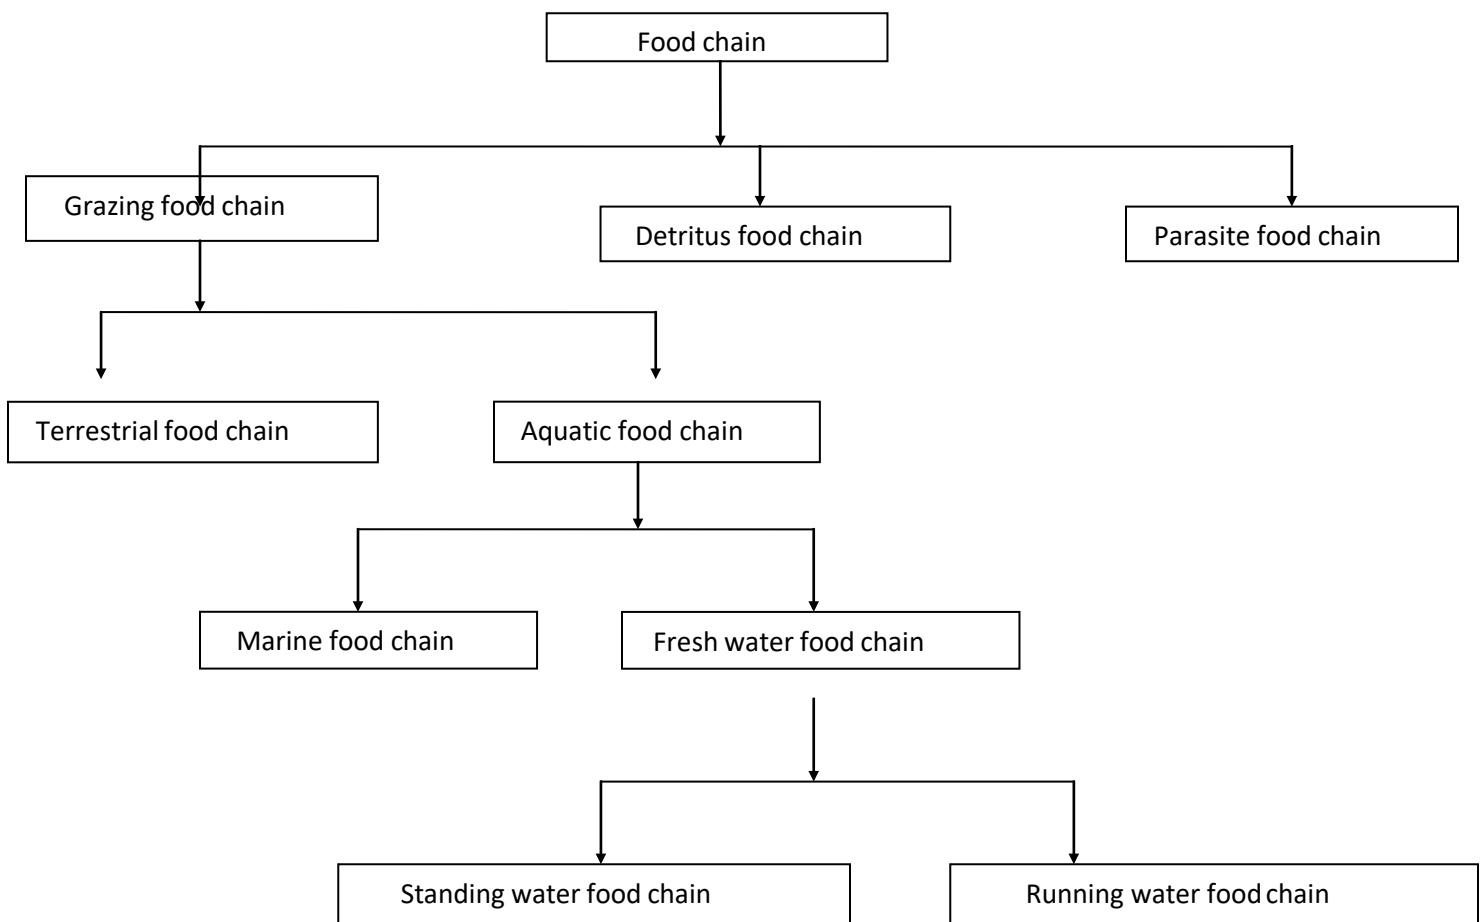 Food chain
Grazing food chain
Detritus food chain
Parasite food chain
Terrestrial food chain
Aquatic food chain
Marine food chain
Fresh water food chain
Standing water food chain
Running water food chain